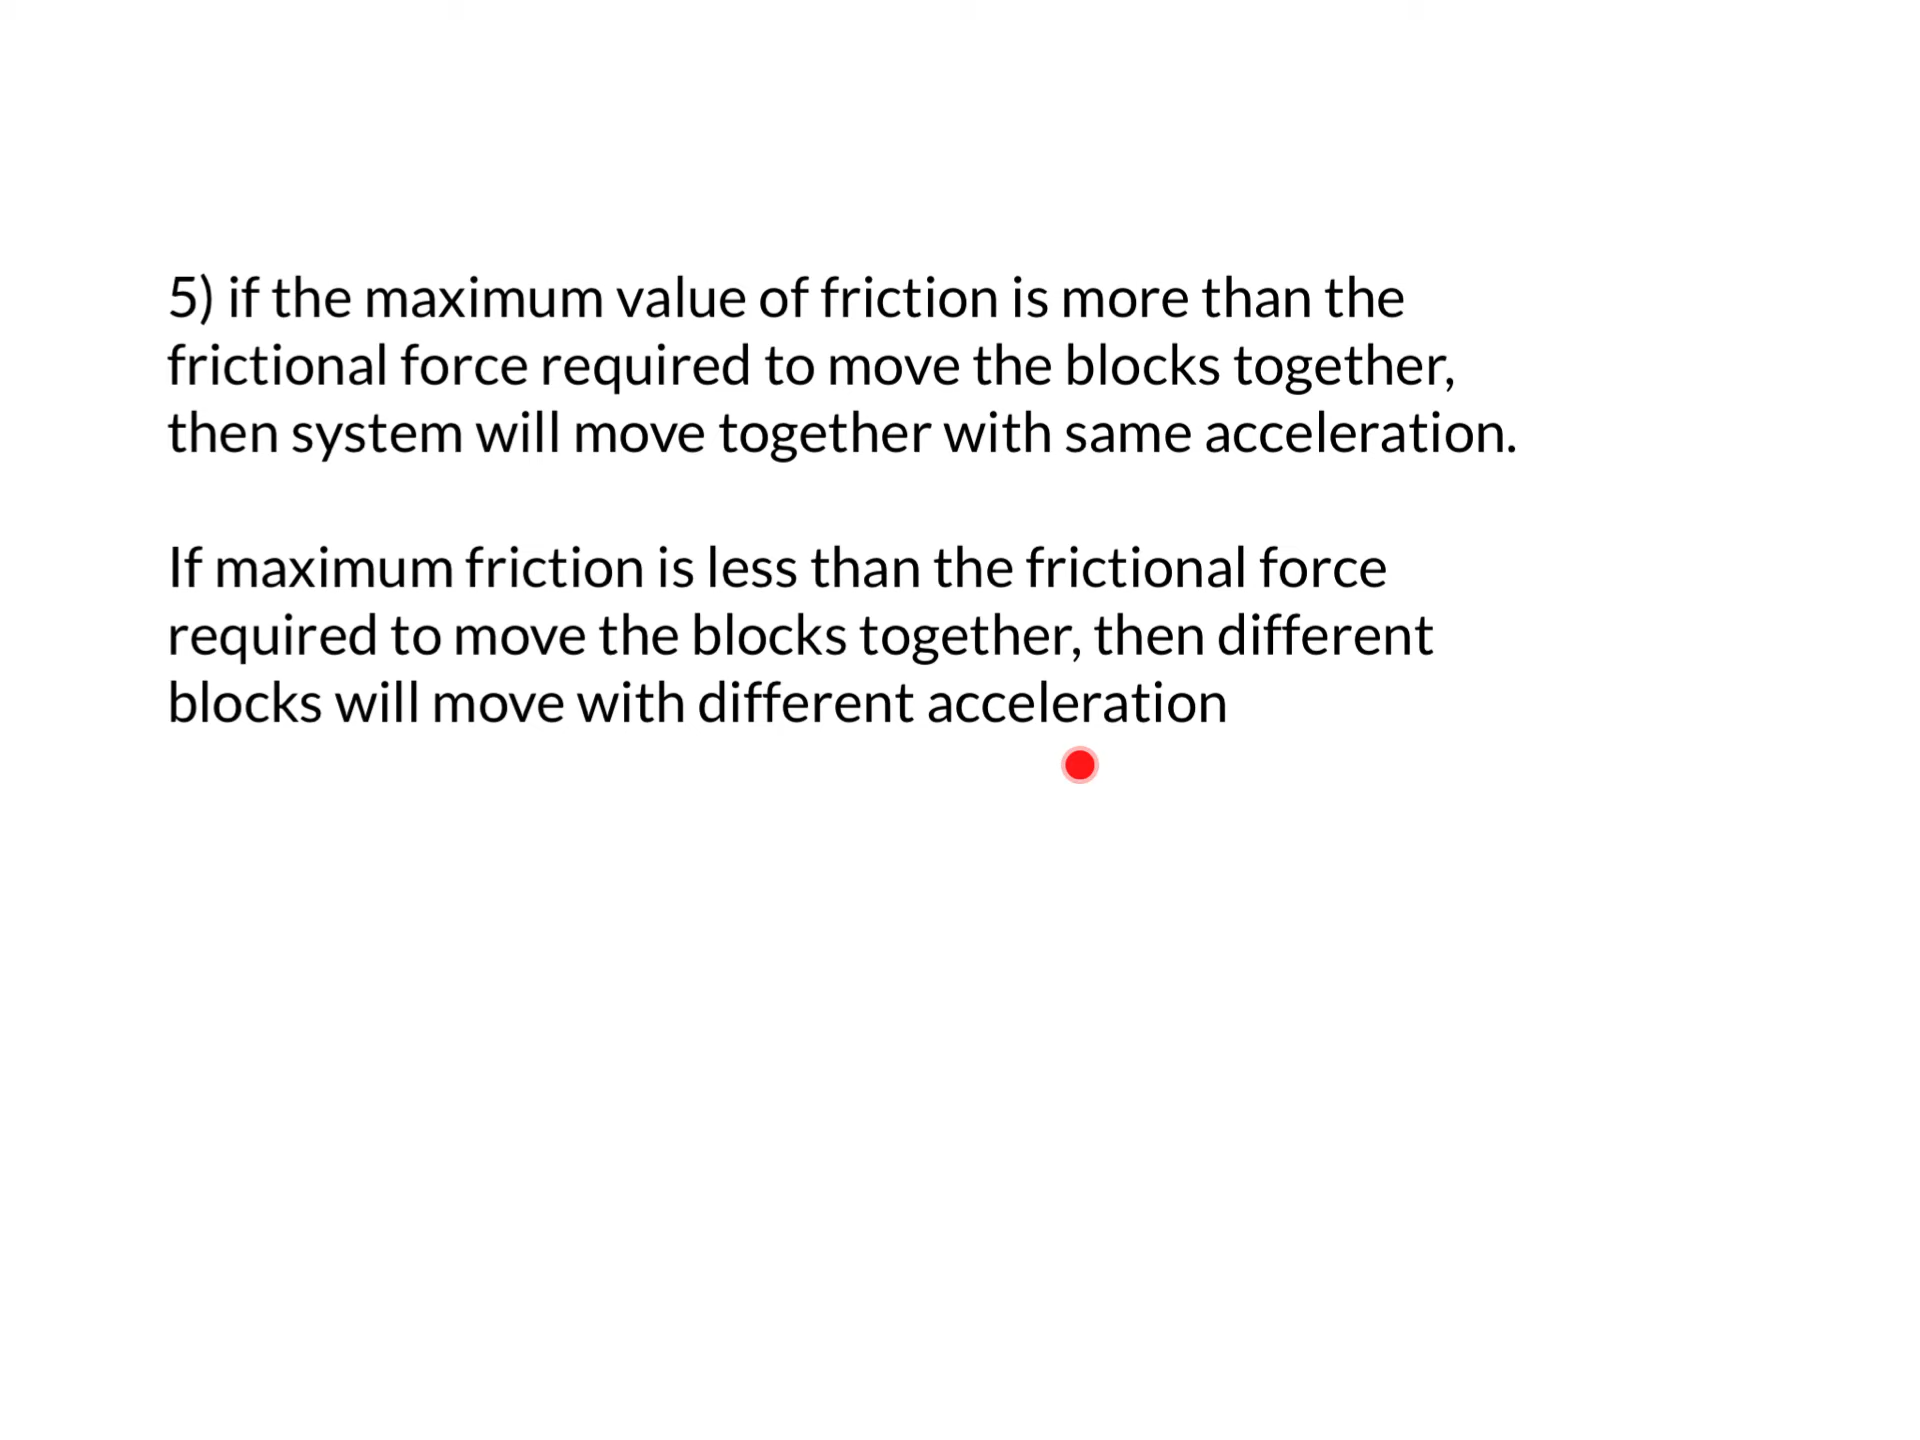 5) if the maximum value of friction is more than the
frictional force required to move the blocks together,
then system will move together with same acceleration.
If maximum friction is less than the frictional force
required to move the blocks together, then different
blocks will move with different acceleration